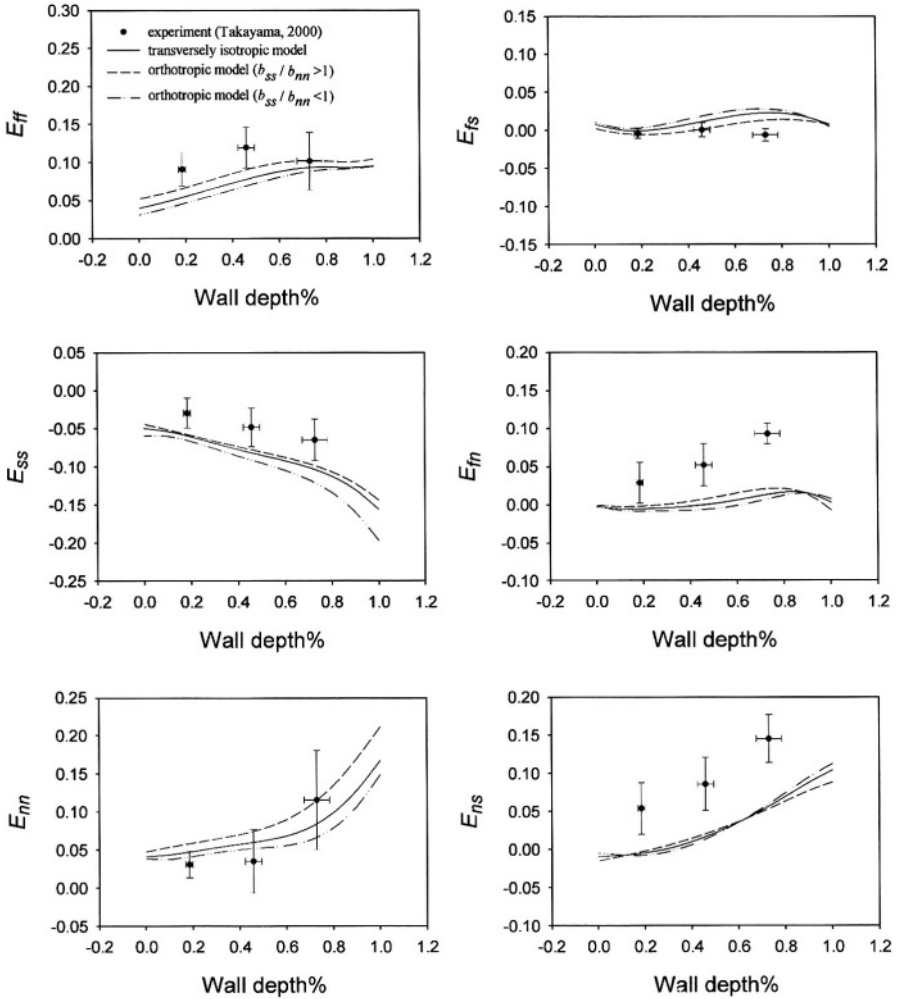 0.30
0.25
0.20
0.15
0.10
0.05
0.00
E_ff
experiment (Takayama, 2000)
transversely isotropic model
orthotropic model (b_ss / b_nn >1)
orthotropic model (b_ss / b_nn <1)
-0.2 0.0 0.2 0.4 0.6 0.8 1.0 1.2
Wall depth%
0.15
0.10
0.05
0.00
-0.05
-0.10
-0.15
E_fs
-0.2 0.0 0.2 0.4 0.6 0.8 1.0 1.2
Wall depth%
0.05
0.00
-0.05
-0.10
-0.15
-0.20
-0.25
E_ss
-0.2 0.0 0.2 0.4 0.6 0.8 1.0 1.2
Wall depth%
0.20
0.15
0.10
0.05
0.00
-0.05
-0.10
E_fn
-0.2 0.0 0.2 0.4 0.6 0.8 1.0 1.2
Wall depth%
0.25
0.20
0.15
0.10
0.05
0.00
-0.05
E_nn
-0.2 0.0 0.2 0.4 0.6 0.8 1.0 1.2
Wall depth%
0.20
0.15
0.10
0.05
0.00
-0.05
-0.10
E_ns
-0.2 0.0 0.2 0.4 0.6 0.8 1.0 1.2
Wall depth%